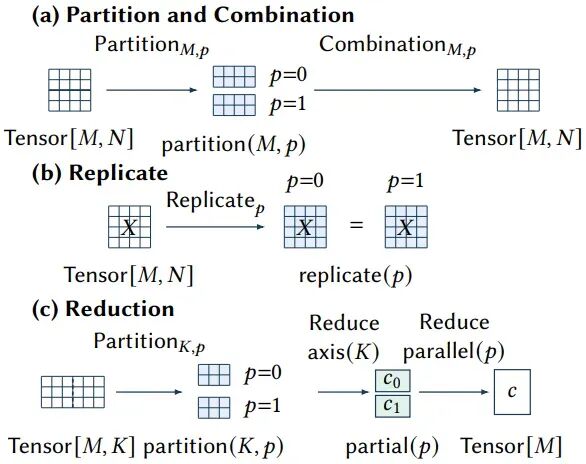 (a) Partition and Combination
Partition_{M,p} Combination_{M,p}
p=0
p=1
Tensor[M, N] partition(M, p) Tensor[M, N]
(b) Replicate
p=0 p=1
Replicate_p
X X = X
Tensor[M, N] replicate(p)
(c) Reduction
Partition_{K,p} Reduce axis(K) Reduce parallel(p)
p=0
p=1
c_0
c_1
c
Tensor[M, K] partition(K, p) partial(p) Tensor[M]